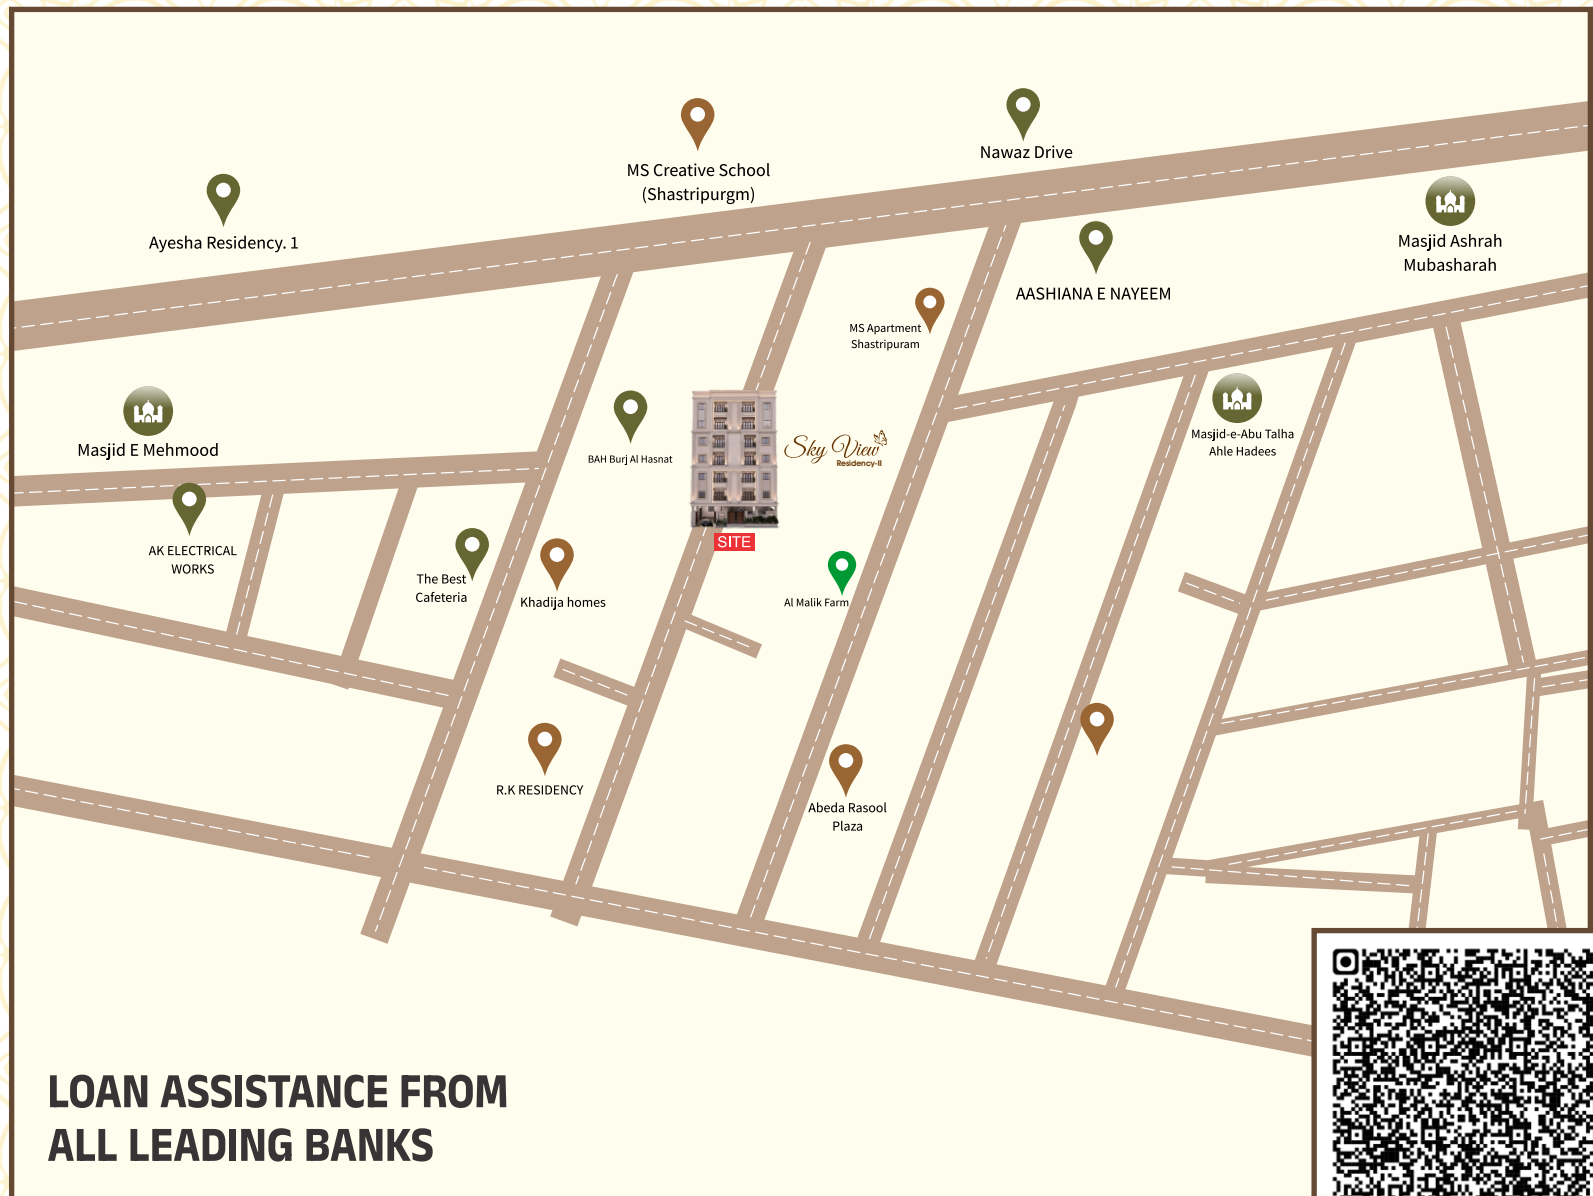 Nawaz Drive
MS Creative School
(Shastripurgm)
Ayesha Residency. 1
Masjid Ashrah
Mubasharah
AASHIANA E NAYEEM
MS Apartment
Shastripuram
Masjid E Mehmood
BAH Burj Al Hasnat
Sky View
Residency-II
Masjid-e-Abu Talha
Ahle Hadees
SITE
AK ELECTRICAL
WORKS
The Best
Cafeteria
Khadija homes
Al Malik Farm
R.K RESIDENCY
Abeda Rasool
Plaza
LOAN ASSISTANCE FROM
ALL LEADING BANKS